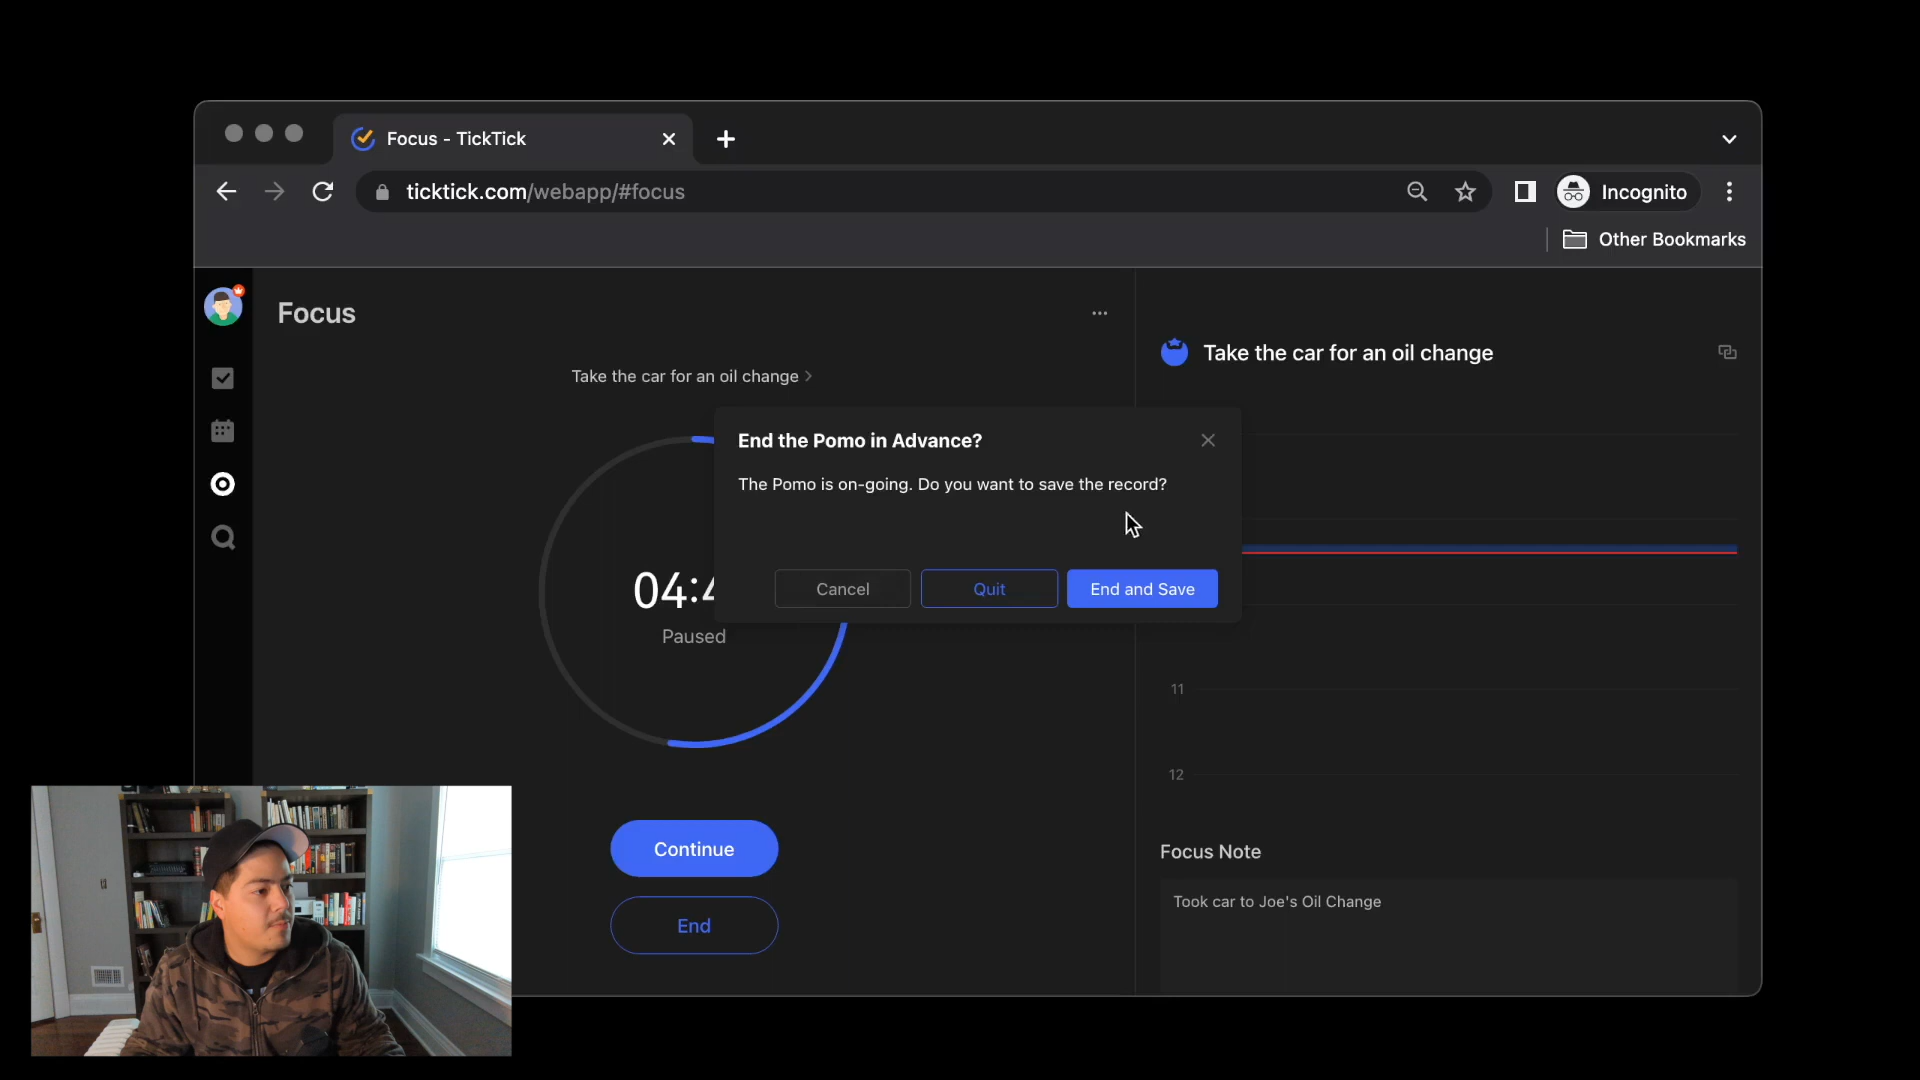 Focus - TickTick
ticktick.com/webapp/#focus
Incognito
Other Bookmarks
Focus
Take the car for an oil change
Take the car for an oil change
End the Pomo in Advance?
The Pomo is on-going. Do you want to save the record?
Cancel
Quit
End and Save
Paused
11
12
Continue
End
Focus Note
Took car to Joe's Oil Change